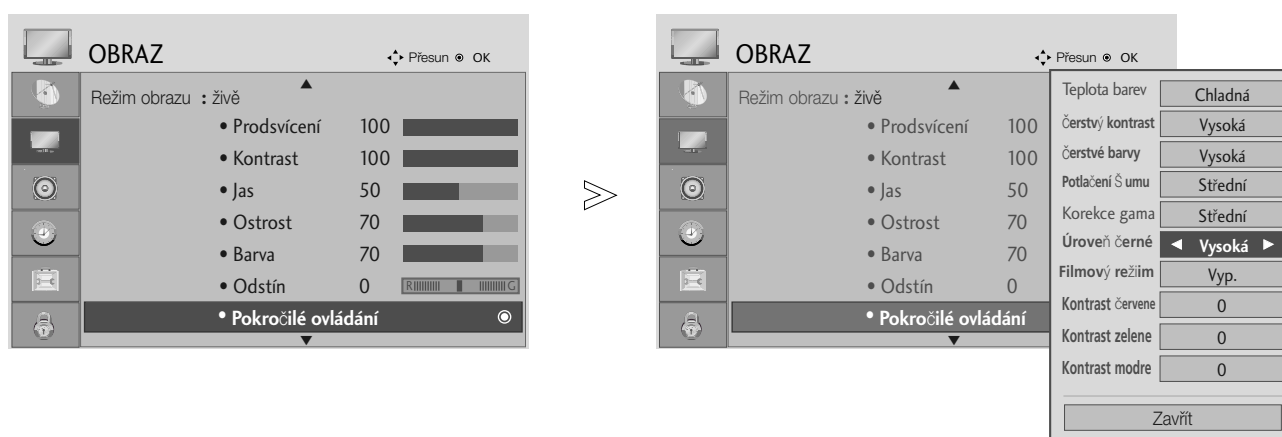 OBRAZ
Přesun OK
Režim obrazu : živě
• Prodsvícení 100
• Kontrast 100
• Jas 50
• Ostrost 70
• Barva 70
• Odstín 0 R G
• Pokročilé ovládání
OBRAZ
Přesun OK
Režim obrazu : živě
• Prodsvícení 100
• Kontrast 100
• Jas 50
• Ostrost 70
• Barva 70
• Odstín 0
• Pokročilé ovládání
Teplota barev Chladná
Čerstvý kontrast Vysoká
Čerstvé barvy Vysoká
Potlačení Š umu Střední
Korekce gama Střední
Úroveň černé Vysoká
Filmový režiim Vyp.
Kontrast červene 0
Kontrast zelene 0
Kontrast modre 0
Zavřít